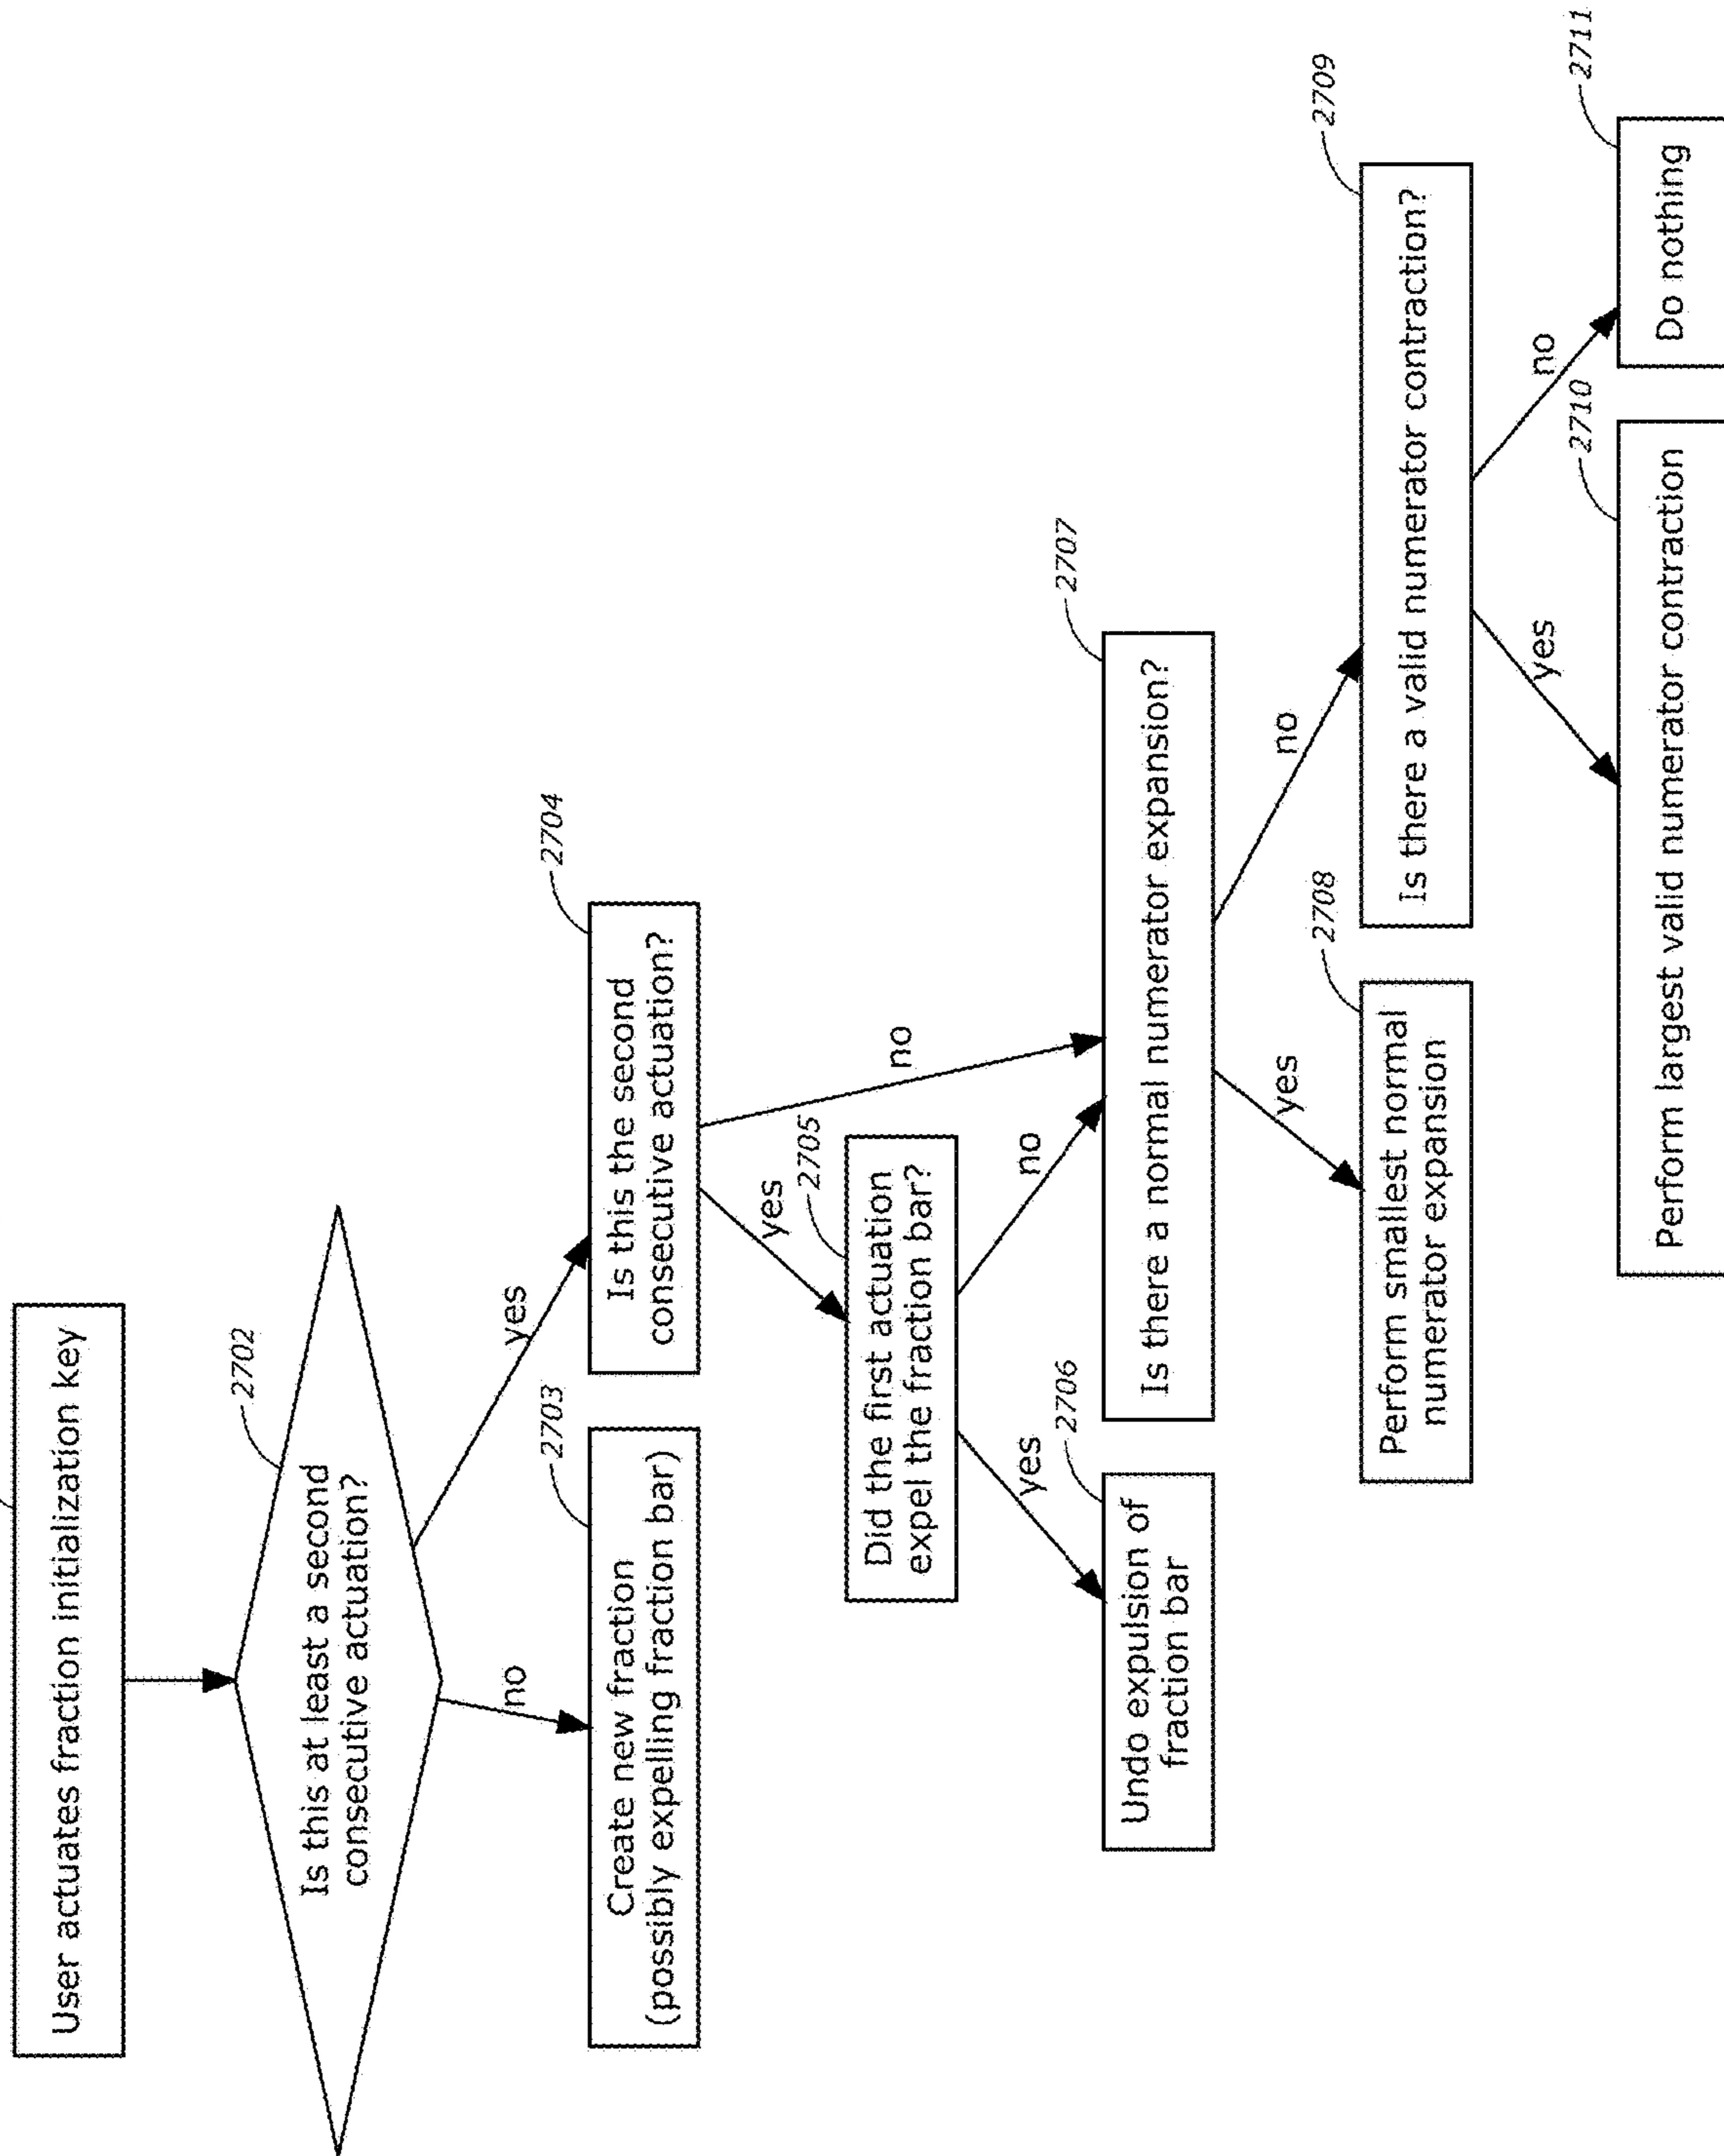 User actuates fraction initialization key
2702
Is this at least a second
consecutive actuation?
no
yes
2703
Create new fraction
(possibly expelling fraction bar)
2704
Is this the second
consecutive actuation?
yes
no
2705
Did the first actuation
expel the fraction bar?
yes
no
2706
Undo expulsion of
fraction bar
2707
Is there a normal numerator expansion?
yes
no
2708
Perform smallest normal
numerator expansion
2709
Is there a valid numerator contraction?
yes
no
2710
Perform largest valid numerator contraction
2711
Do nothing